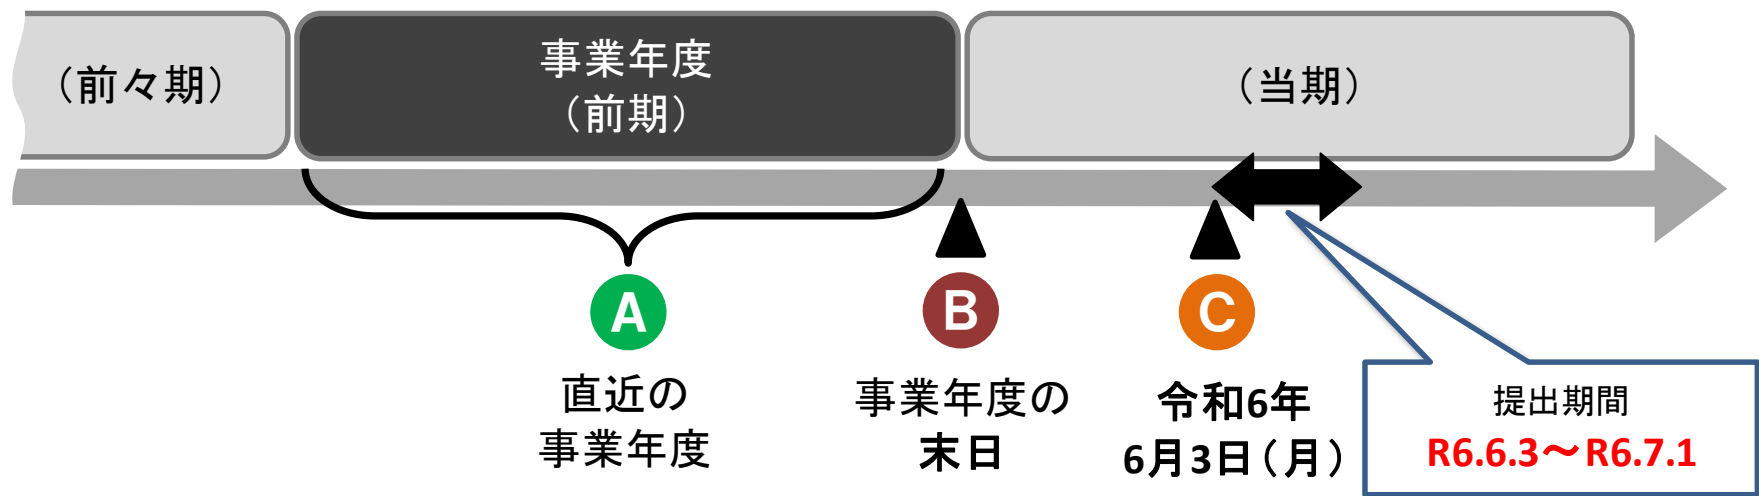 （前々期）
事業年度
（前期）
（当期）
A
直近の
事業年度
B
事業年度の
末日
C
令和6年
6月3日（月）
提出期間
R6.6.3～R6.7.1